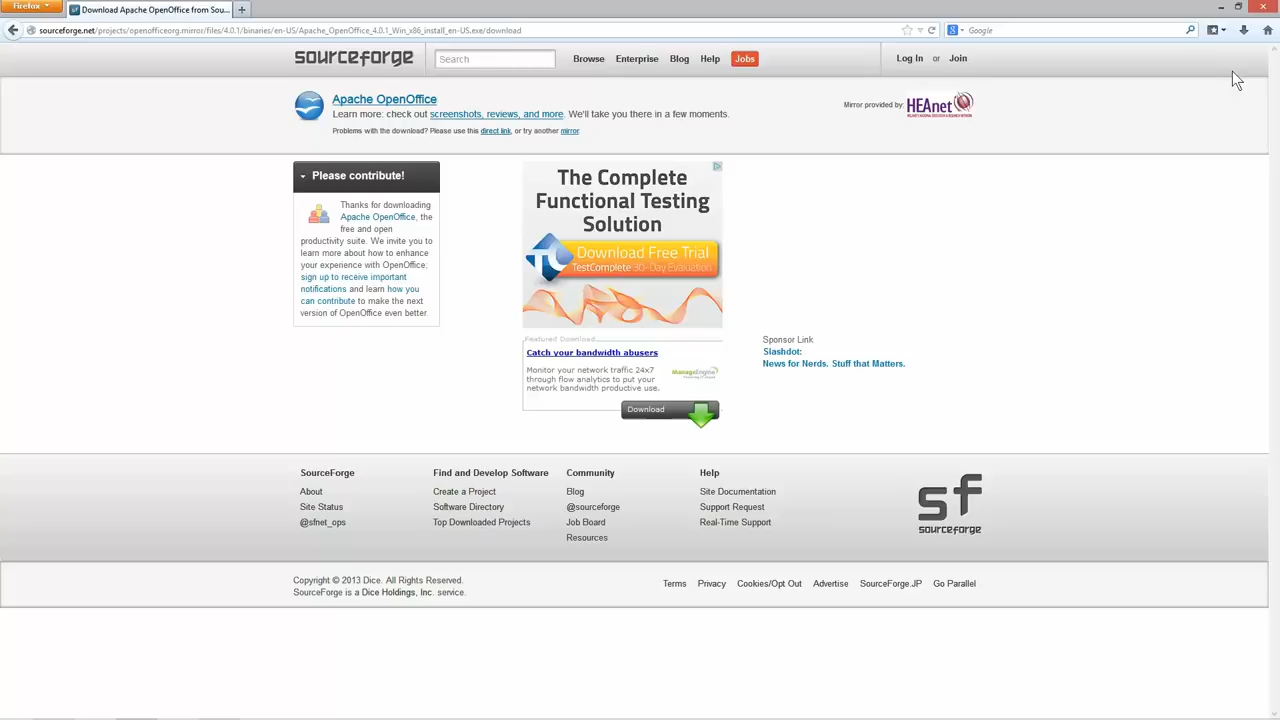 Firefox
Download Apache OpenOffice from Sou...
sourceforge.net/projects/openofficeorg.mirror/files/4.0.1/binaries/en-US/Apache_OpenOffice_4.0.1_Win_x86_install_en-US.exe/download
Google
sourceforge
Search
Browse Enterprise Blog Help Jobs
Log In or Join
Apache OpenOffice
Learn more: check out screenshots, reviews, and more. We'll take you there in a few moments.
Problems with the download? Please use this direct link, or try another mirror.
Mirror provided by: HEAnet
Please contribute!
Thanks for downloading
Apache OpenOffice, the
free and open
productivity suite. We invite you to
learn more about how to enhance
your experience with OpenOffice;
sign up to receive important
notifications and learn how you
can contribute to make the next
version of OpenOffice even better.
The Complete
Functional Testing
Solution
TC
Download Free Trial
TestComplete 30-Day Evaluation
Featured Download
Catch your bandwidth abusers
Monitor your network traffic 24x7
through flow analytics to put your
network bandwidth productive use.
ManageEngine
Download
Sponsor Link
Slashdot:
News for Nerds. Stuff that Matters.
SourceForge
About
Site Status
@sfnet_ops
Find and Develop Software
Create a Project
Software Directory
Top Downloaded Projects
Community
Blog
@sourceforge
Job Board
Resources
Help
Site Documentation
Support Request
Real-Time Support
sf
sourceforge
Copyright © 2013 Dice. All Rights Reserved.
SourceForge is a Dice Holdings, Inc. service.
Terms Privacy Cookies/Opt Out Advertise SourceForge.JP Go Parallel